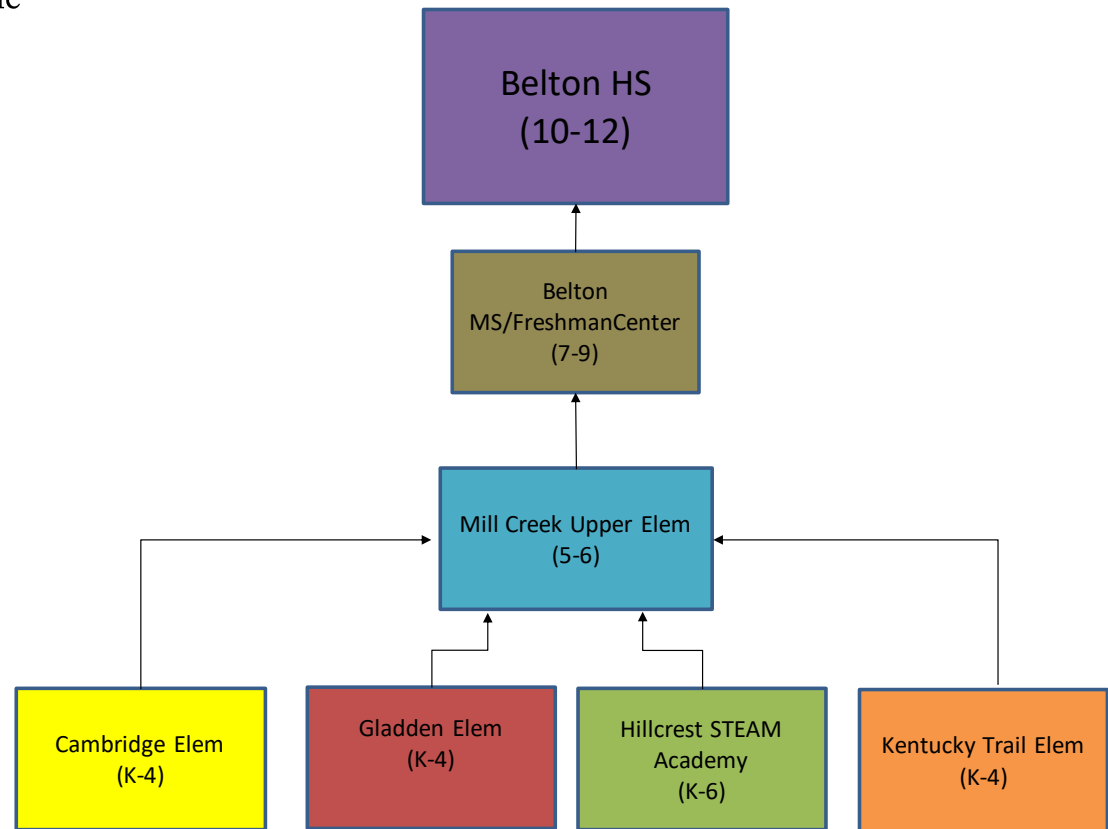 Belton HS
(10-12)
Belton
MS/FreshmanCenter
(7-9)
Mill Creek Upper Elem
(5-6)
Cambridge Elem
(K-4)
Gladden Elem
(K-4)
Hillcrest STEAM
Academy
(K-6)
Kentucky Trail Elem
(K-4)